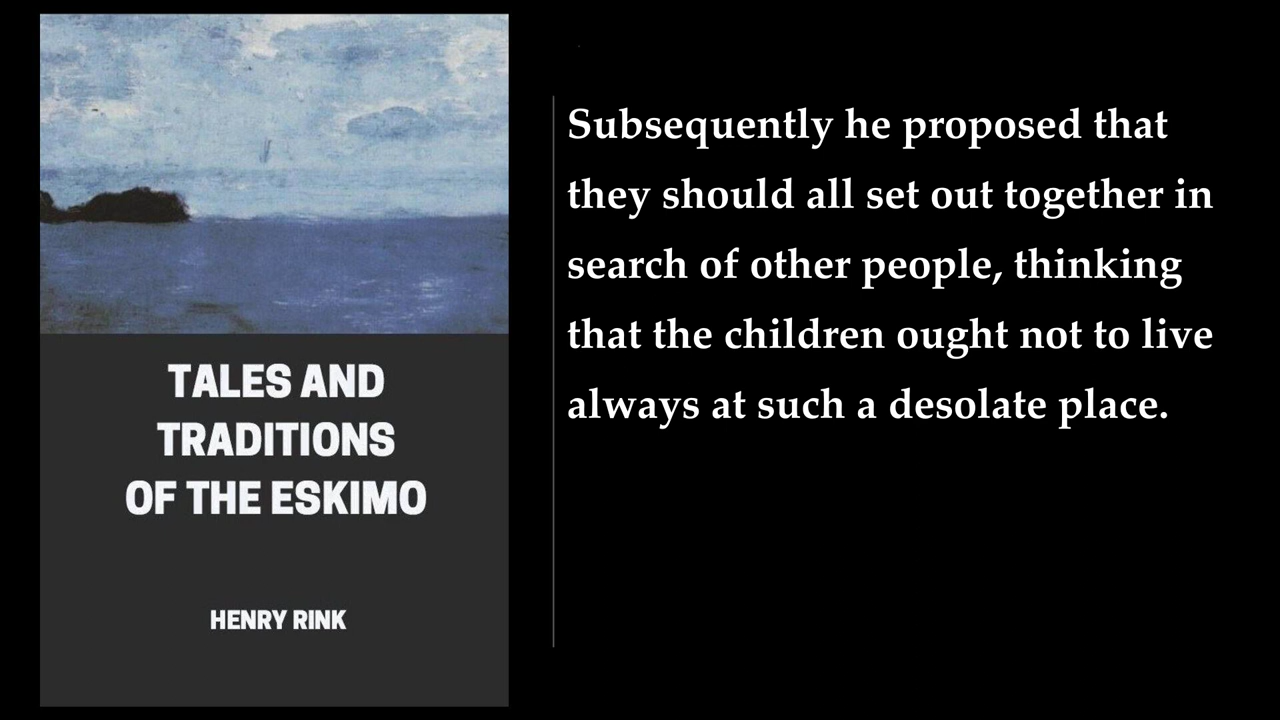 TALES AND
TRADITIONS
OF THE ESKIMO
HENRY RINK
Subsequently he proposed that
they should all set out together in
search of other people, thinking
that the children ought not to live
always at such a desolate place.